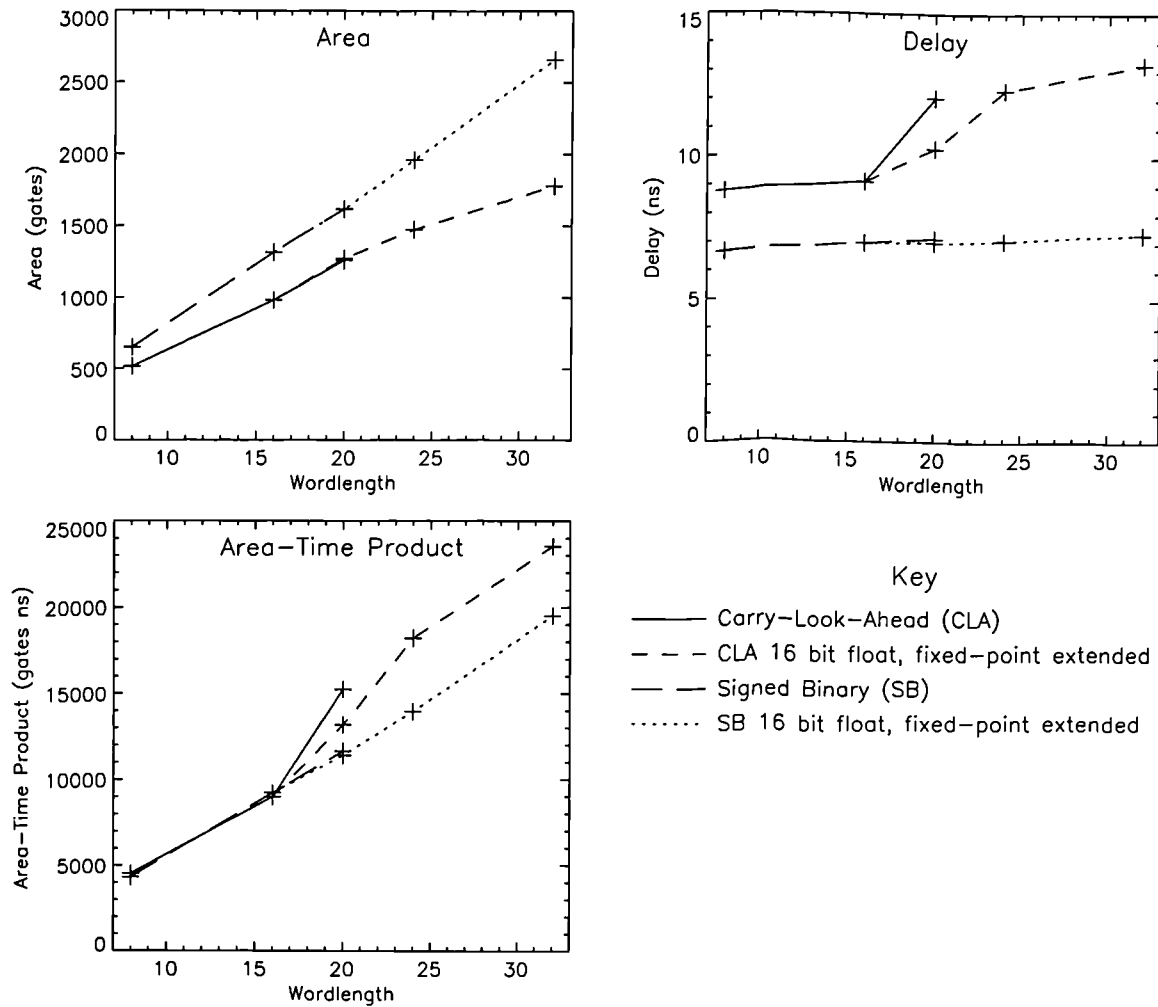 Area
3000
2500
2000
1500
1000
500
0
Area (gates)
10 15 20 25 30
Wordlength
Delay
15
10
5
0
Delay (ns)
10 15 20 25 30
Wordlength
Area-Time Product
25000
20000
15000
10000
5000
0
Area-Time Product (gates ns)
10 15 20 25 30
Wordlength
Key
Carry-Look-Ahead (CLA)
CLA 16 bit float, fixed-point extended
Signed Binary (SB)
SB 16 bit float, fixed-point extended